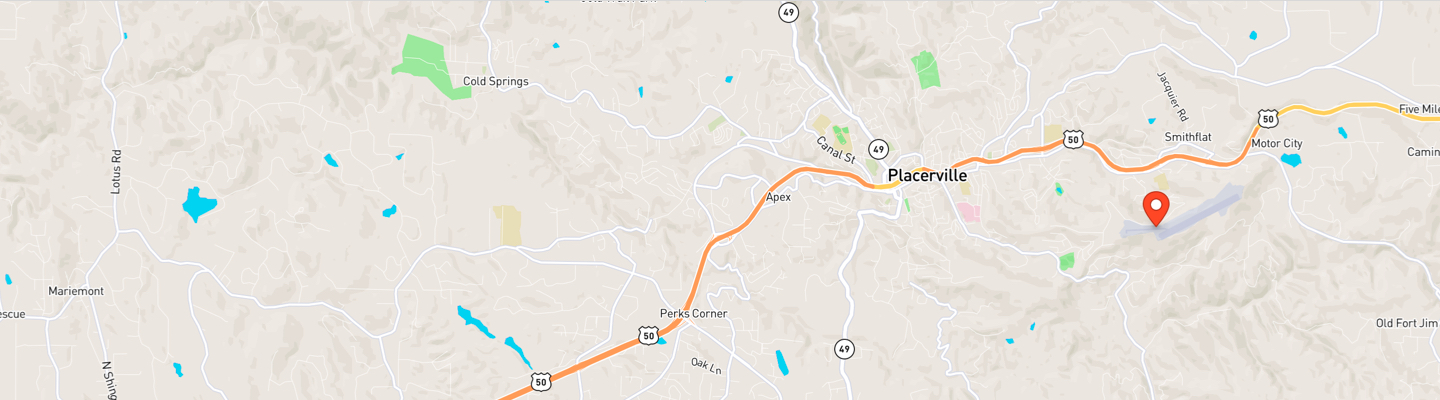 49
Cold Springs
Jacquier Rd
50
Five Mile
Smithflat
50
Motor City
Canal St
49
Placerville
Camin
Lotus Rd
Apex
Mariemont
escue
Perks Corner
Old Fort Jim
50
49
Oak Ln
N Shing
50